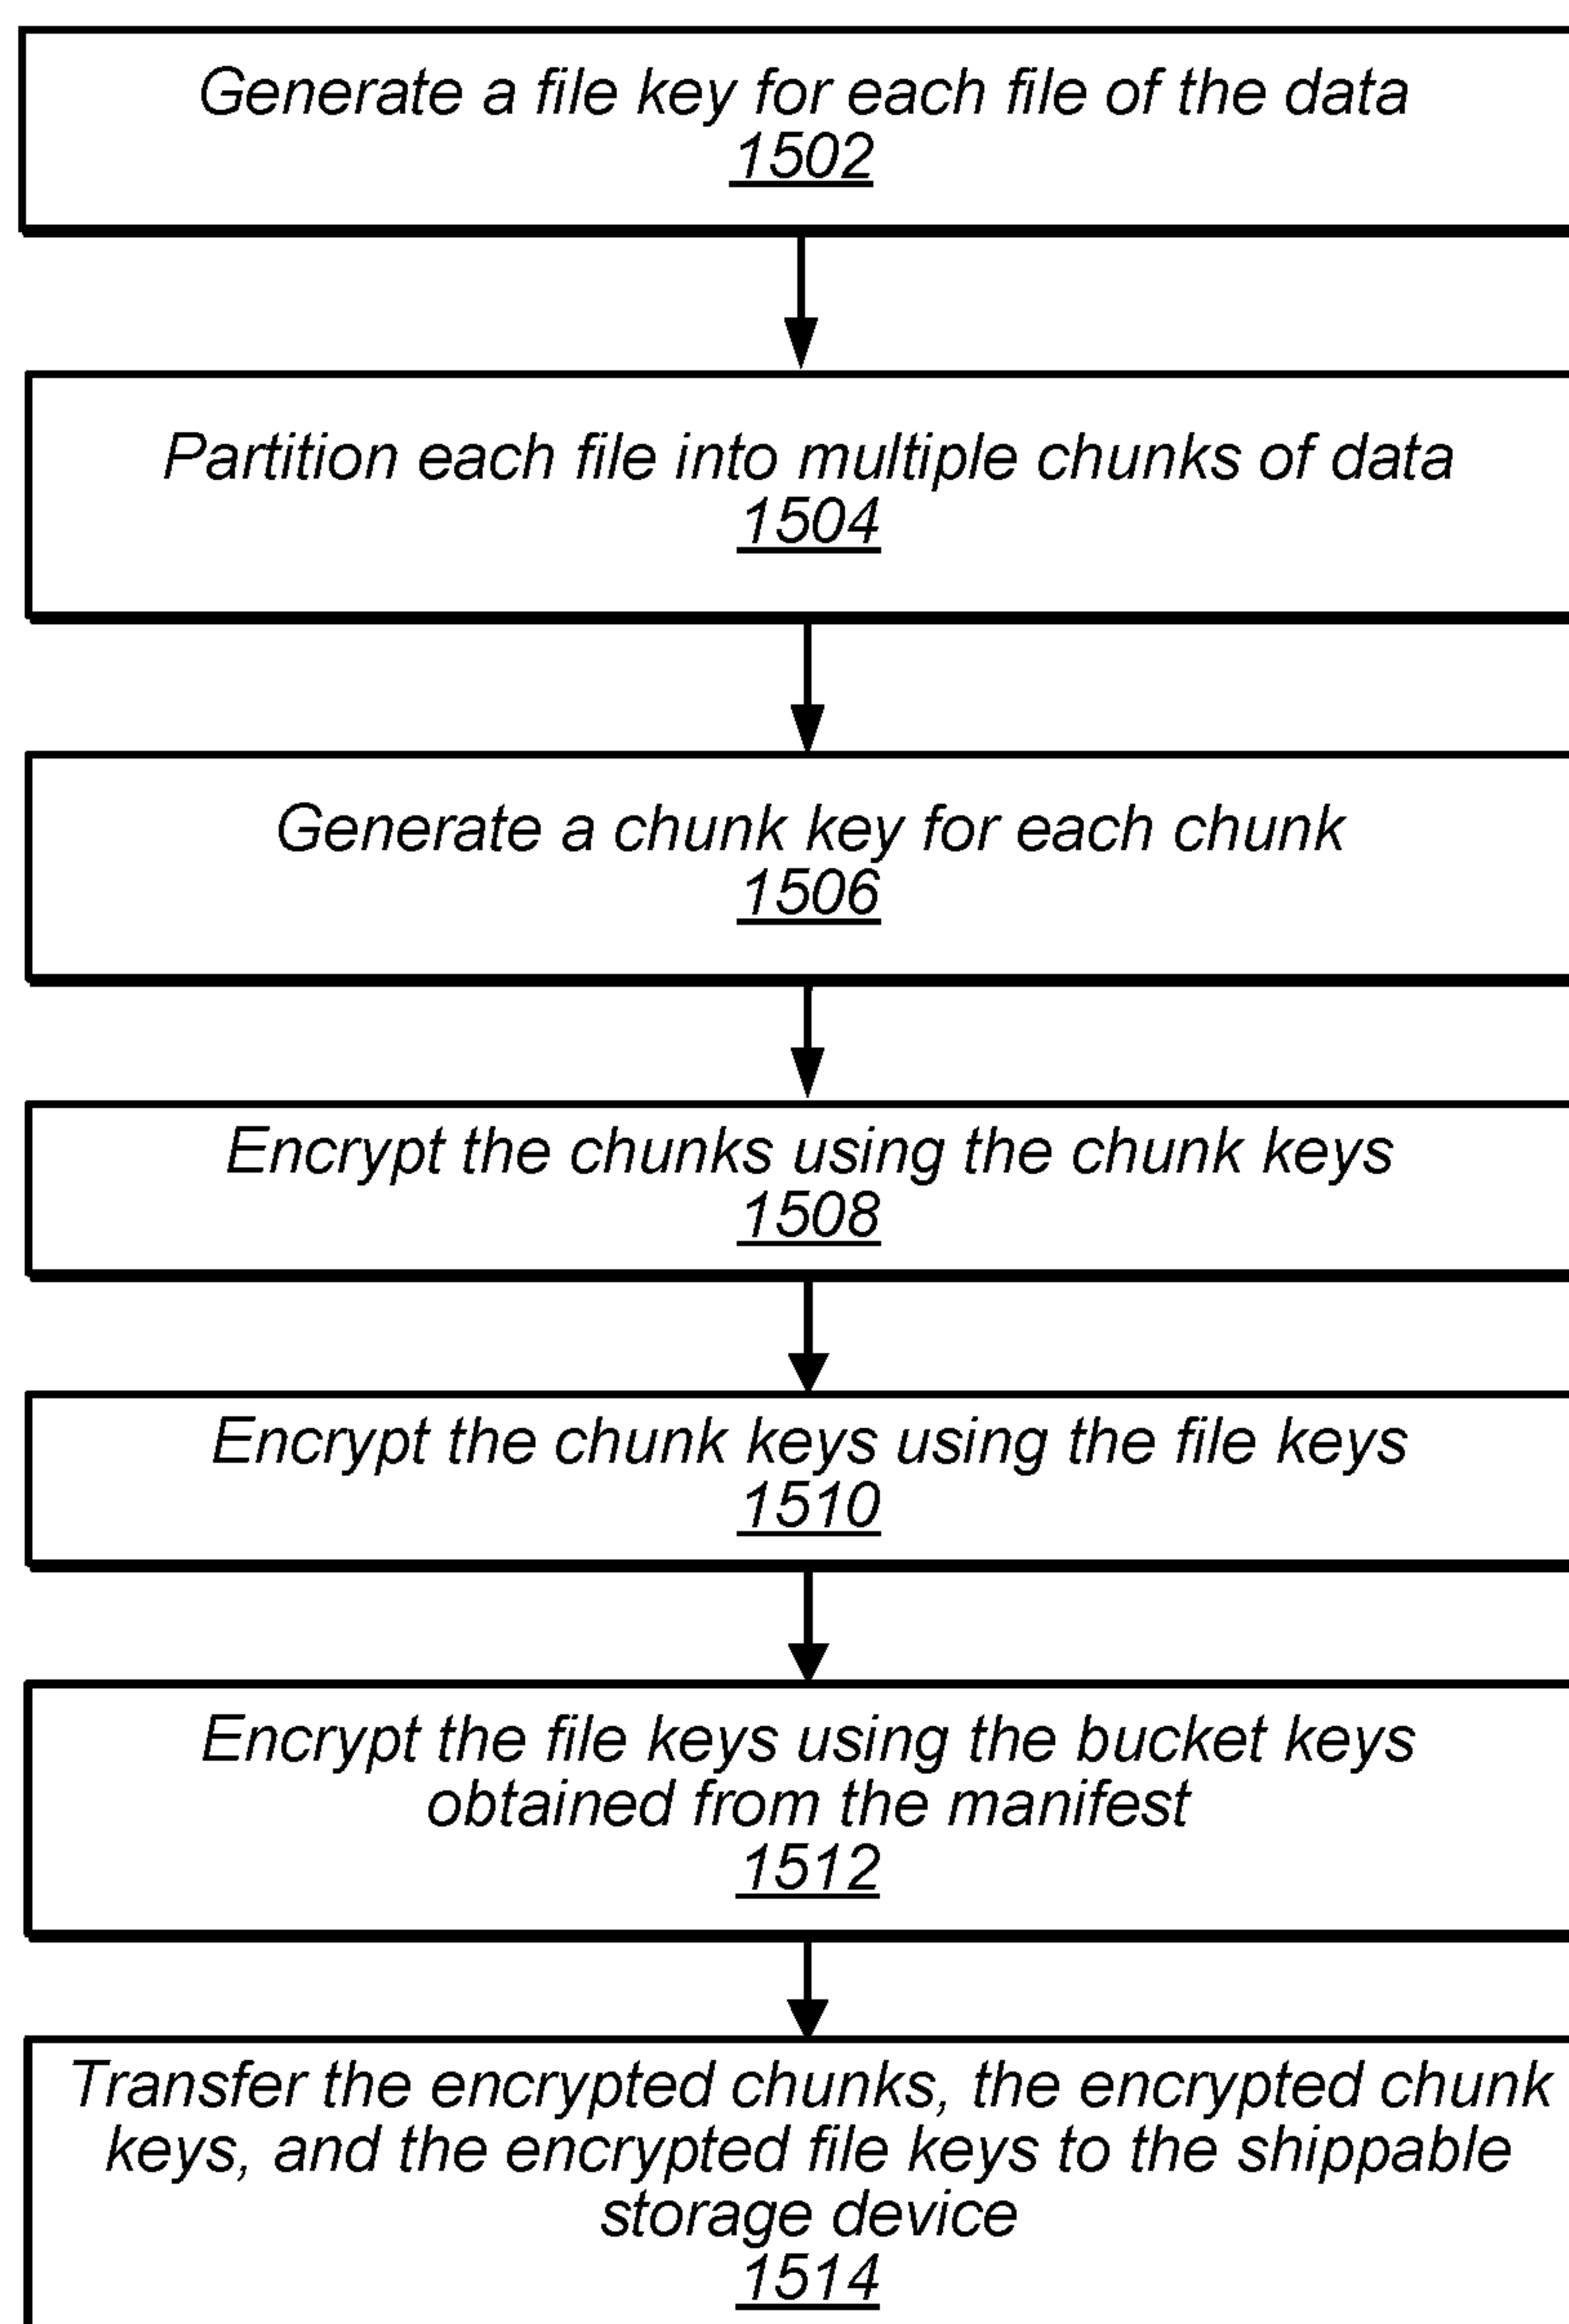 Generate a file key for each file of the data
1502
Partition each file into multiple chunks of data
1504
Generate a chunk key for each chunk
1506
Encrypt the chunks using the chunk keys
1508
Encrypt the chunk keys using the file keys
1510
Encrypt the file keys using the bucket keys
obtained from the manifest
1512
Transfer the encrypted chunks, the encrypted chunk
keys, and the encrypted file keys to the shippable
storage device
1514